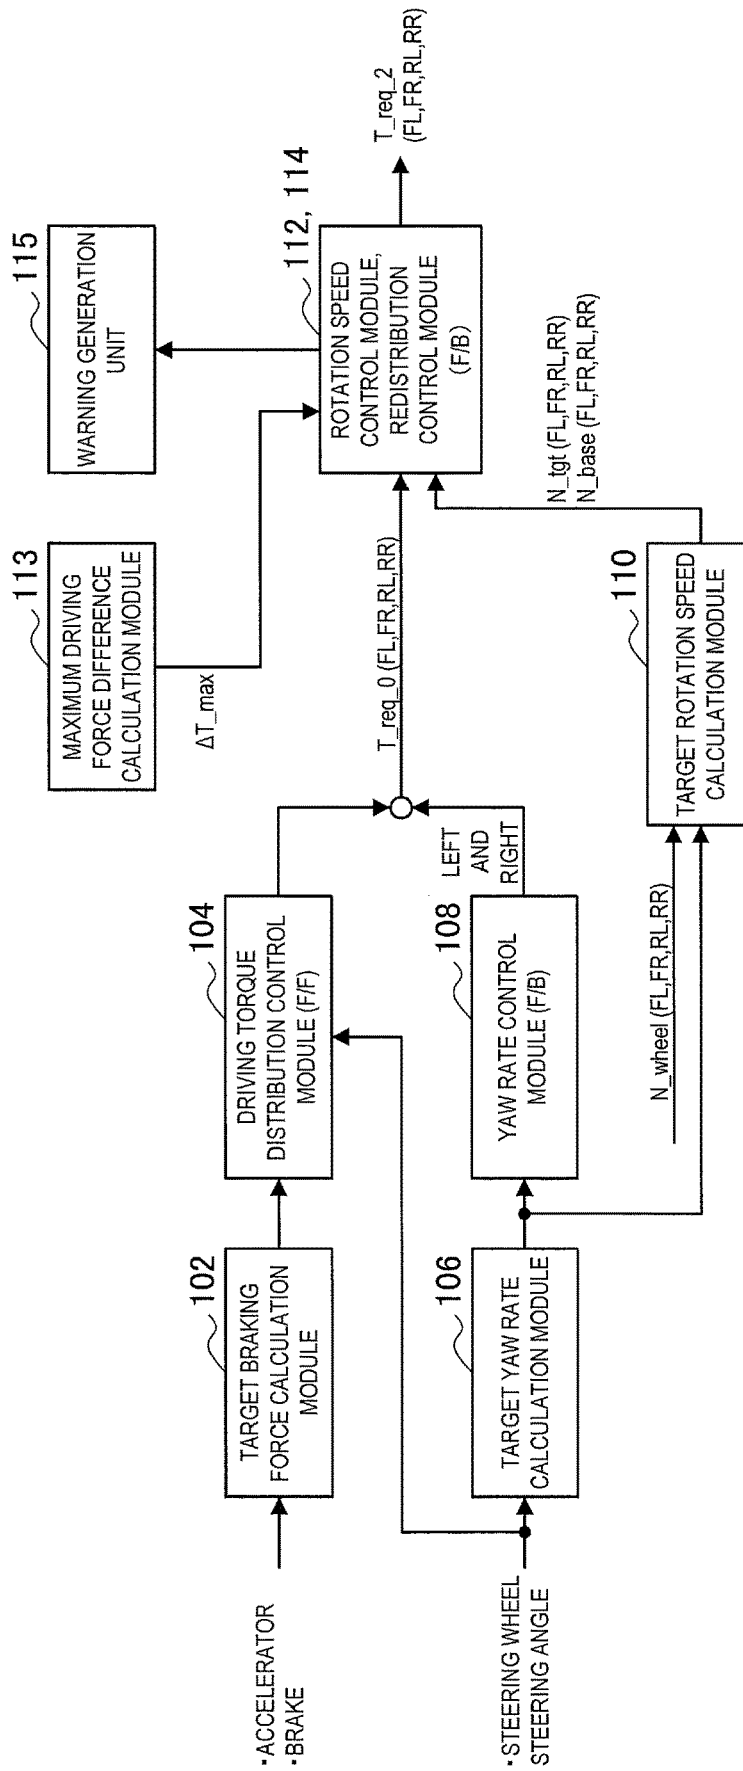 ・ACCELERATOR
・BRAKE
102
TARGET BRAKING
FORCE CALCULATION
MODULE
104
DRIVING TORQUE
DISTRIBUTION CONTROL
MODULE (F/F)
・STEERING WHEEL
STEERING ANGLE
106
TARGET YAW RATE
CALCULATION MODULE
108
YAW RATE CONTROL
MODULE (F/B)
LEFT
AND
RIGHT
N_wheel (FL,FR,RL,RR)
110
TARGET ROTATION SPEED
CALCULATION MODULE
113
MAXIMUM DRIVING
FORCE DIFFERENCE
CALCULATION MODULE
ΔT_max
T_req_0 (FL,FR,RL,RR)
N_tgt (FL,FR,RL,RR)
N_base (FL,FR,RL,RR)
115
WARNING GENERATION
UNIT
112, 114
ROTATION SPEED
CONTROL MODULE,
REDISTRIBUTION
CONTROL MODULE
(F/B)
T_req_2
(FL,FR,RL,RR)